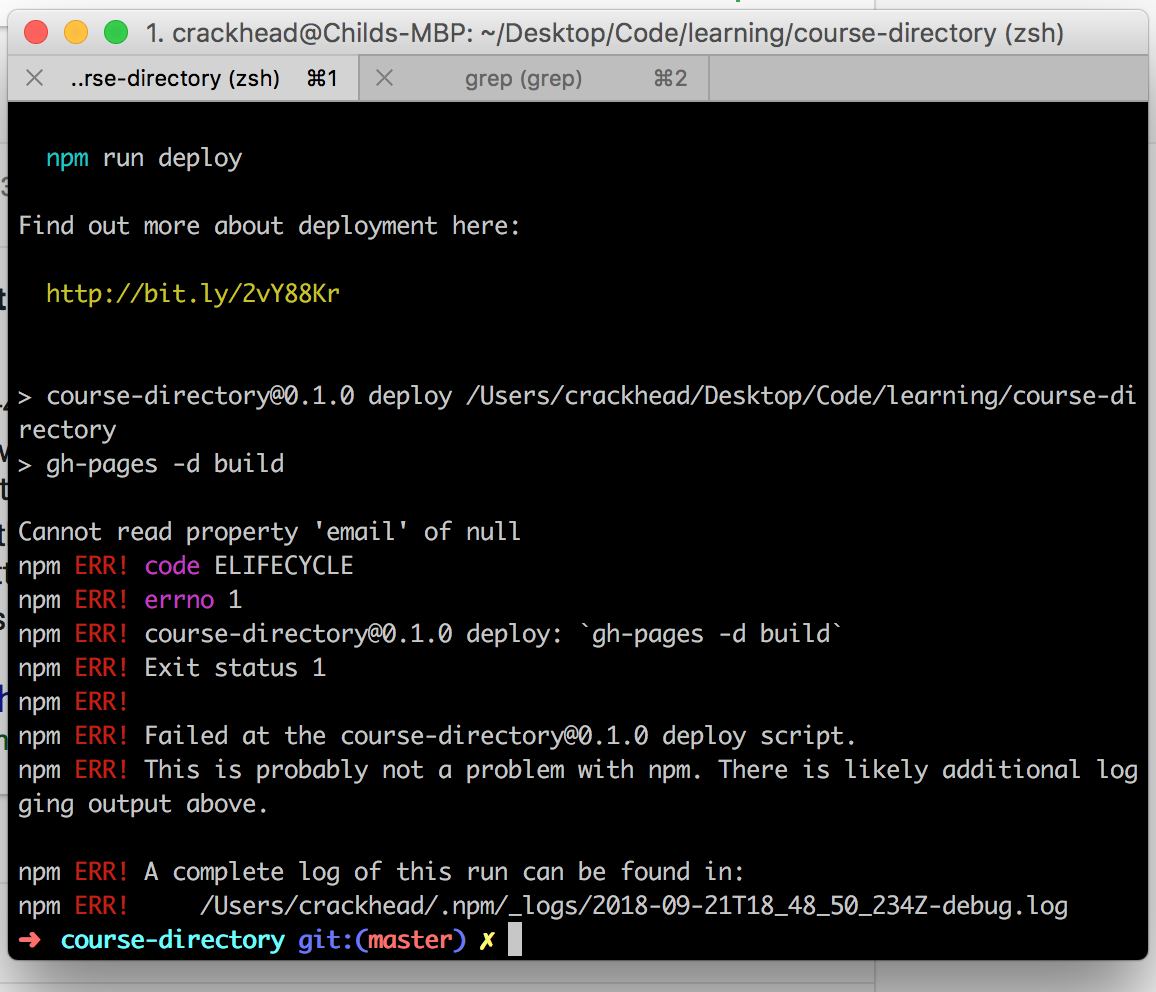 1. crackhead@Childs-MBP: ~/Desktop/Code/learning/course-directory (zsh)
..rse-directory (zsh) ⌘1 grep (grep) ⌘2
npm run deploy
Find out more about deployment here:
http://bit.ly/2vY88Kr
> course-directory@0.1.0 deploy /Users/crackhead/Desktop/Code/learning/course-di
rectory
> gh-pages -d build
Cannot read property 'email' of null
npm ERR! code ELIFECYCLE
npm ERR! errno 1
npm ERR! course-directory@0.1.0 deploy: `gh-pages -d build`
npm ERR! Exit status 1
npm ERR!
npm ERR! Failed at the course-directory@0.1.0 deploy script.
npm ERR! This is probably not a problem with npm. There is likely additional log
ging output above.
npm ERR! A complete log of this run can be found in:
npm ERR!     /Users/crackhead/.npm/_logs/2018-09-21T18_48_50_234Z-debug.log
➜ course-directory git:(master) ✗